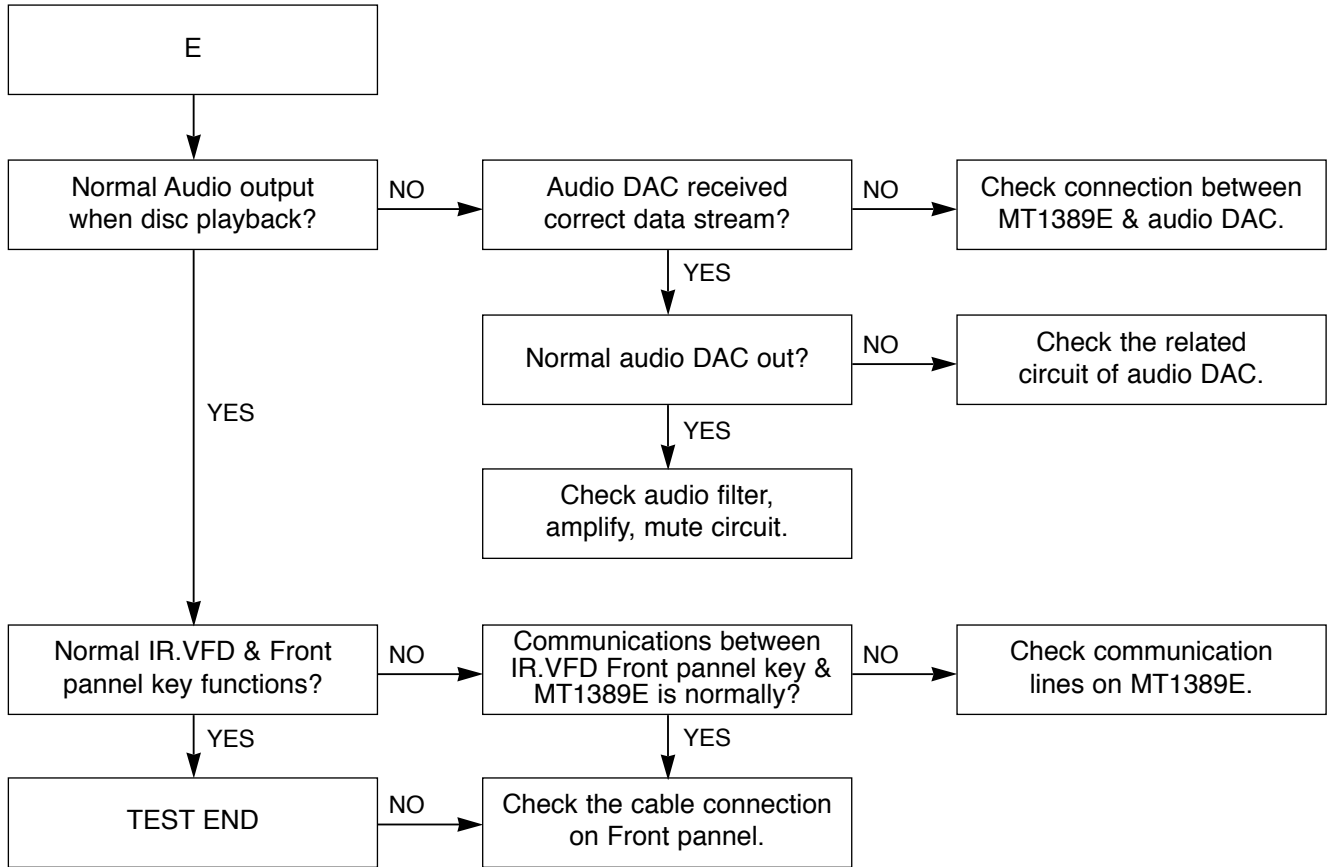 E
Normal Audio output
when disc playback?
NO
Audio DAC received
correct data stream?
NO
Check connection between
MT1389E & audio DAC.
YES
Normal audio DAC out?
NO
Check the related
circuit of audio DAC.
YES
YES
Check audio filter,
amplify, mute circuit.
Normal IR.VFD & Front
pannel key functions?
NO
Communications between
IR.VFD Front pannel key &
MT1389E is normally?
NO
Check communication
lines on MT1389E.
YES
YES
TEST END
NO
Check the cable connection
on Front pannel.